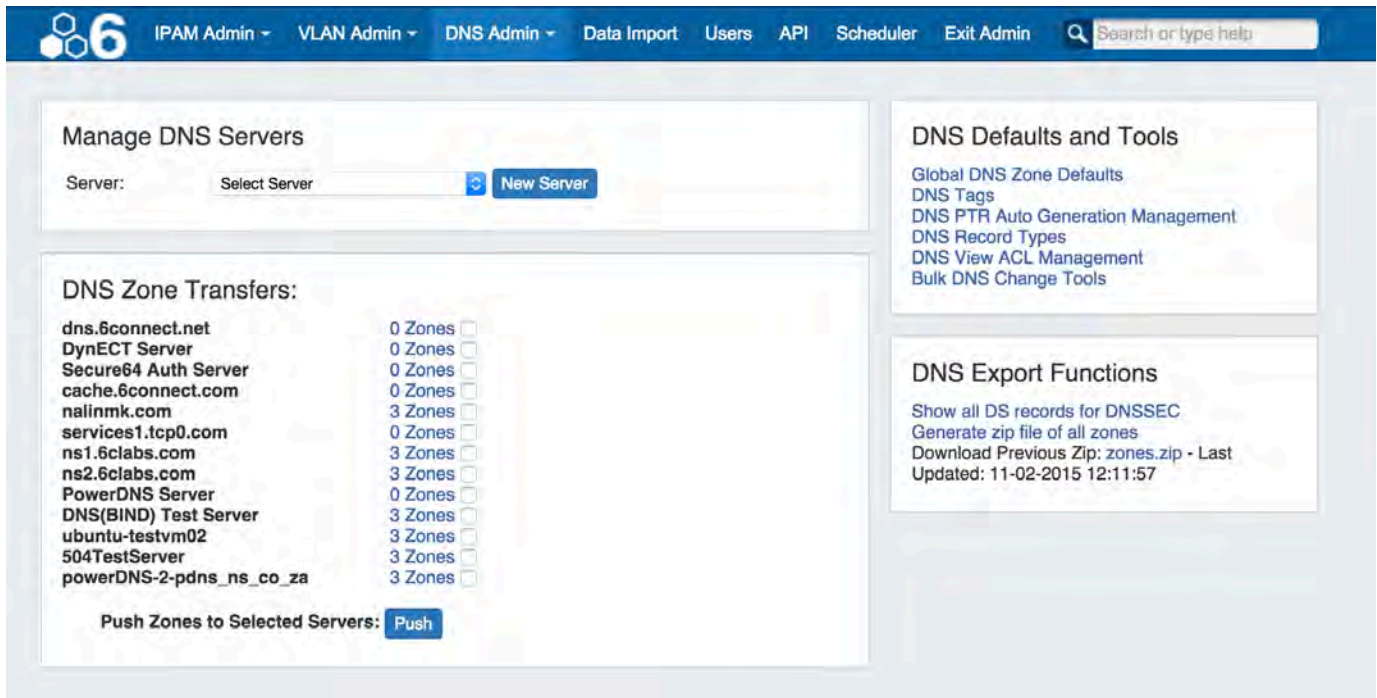 6 IPAM Admin VLAN Admin DNS Admin Data Import Users API Scheduler Exit Admin Search or type help
Manage DNS Servers
Server: Select Server New Server
DNS Zone Transfers:
dns.6connect.net 0 Zones
DynECT Server 0 Zones
Secure64 Auth Server 0 Zones
cache.6connect.com 0 Zones
nalinmk.com 3 Zones
services1.tcp0.com 0 Zones
ns1.6clabs.com 3 Zones
ns2.6clabs.com 3 Zones
PowerDNS Server 0 Zones
DNS(BIND) Test Server 3 Zones
ubuntu-testvm02 3 Zones
504TestServer 3 Zones
powerDNS-2-pdns_ns_co_za 3 Zones
Push Zones to Selected Servers: Push
DNS Defaults and Tools
Global DNS Zone Defaults
DNS Tags
DNS PTR Auto Generation Management
DNS Record Types
DNS View ACL Management
Bulk DNS Change Tools
DNS Export Functions
Show all DS records for DNSSEC
Generate zip file of all zones
Download Previous Zip: zones.zip - Last
Updated: 11-02-2015 12:11:57